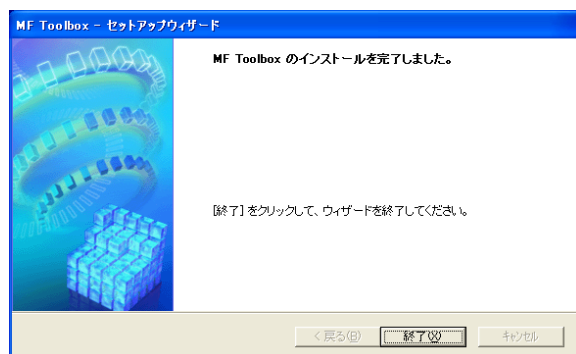 MF Toolbox - セットアップウィザード
MF Toolbox のインストールを完了しました。
[終了] をクリックして、ウィザードを終了してください。
< 戻る(B)
終了(X)
キャンセル